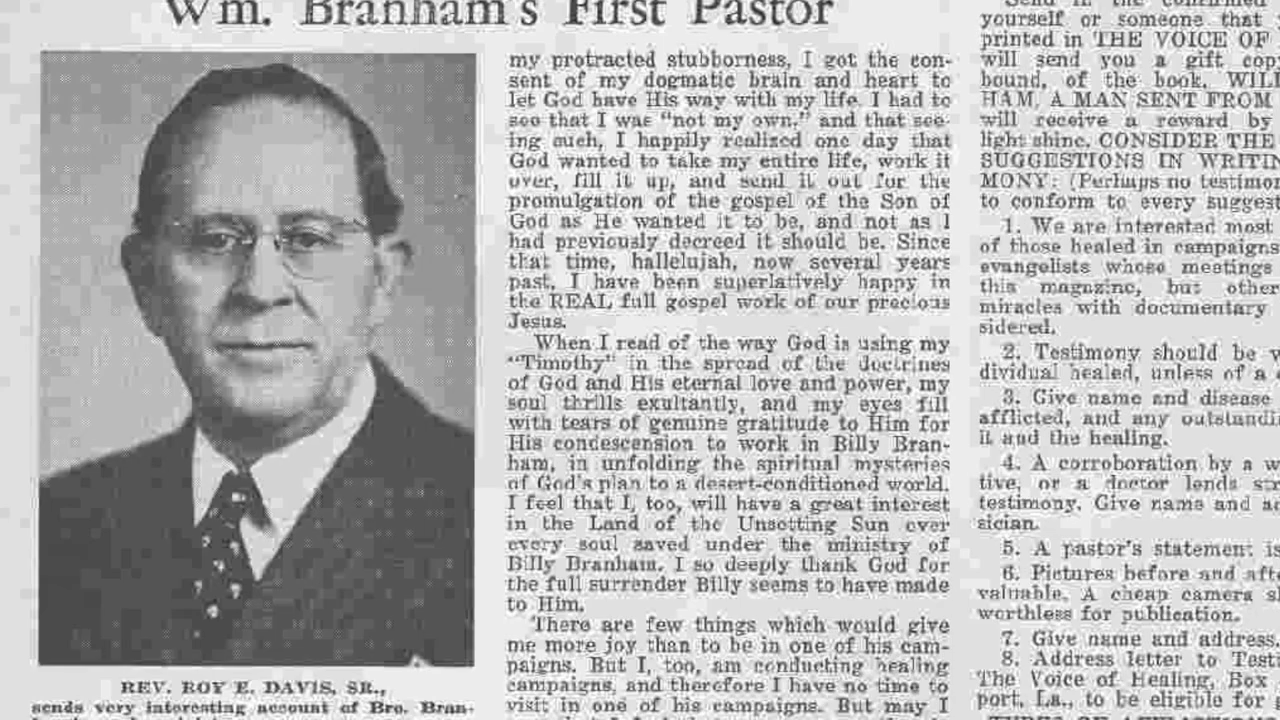 Wm. Branham's First Pastor
REV. ROY E. DAVIS, SR.,
sends very interesting account of Bro. Bran-
my protracted stubborness, I got the con-
sent of my dogmatic brain and heart to
let God have His way with my life. I had to
see that I was "not my own," and that see-
ing such, I happily realized one day that
God wanted to take my entire life, work it
over, fill it up, and send it out for the
promulgation of the gospel of the Son of
God as He wanted it to be, and not as I
had previously decreed it should be. Since
that time, hallelujah, now several years
past, I have been superlatively happy in
the REAL full gospel work of our precious
Jesus.
When I read of the way God is using my
"Timothy" in the spread of the doctrines
of God and His eternal love and power, my
soul thrills exultantly, and my eyes fill
with tears of genuine gratitude to Him for
His condescension to work in Billy Bran-
ham, in unfolding the spiritual mysteries
of God's plan to a desert-conditioned world.
I feel that I, too, will have a great interest
in the Land of the Unsetting Sun over
every soul saved under the ministry of
Billy Branham. I so deeply thank God for
the full surrender Billy seems to have made
to Him.
There are few things which would give
me more joy than to be in one of his cam-
paigns. But I, too, am conducting healing
campaigns, and therefore I have no time to
visit in one of his campaigns. But may I
yourself or someone that
printed in THE VOICE OF
will send you a gift copy
bound, of the book, WILL
HAM, A MAN SENT FROM
will receive a reward by
light shine. CONSIDER THE
SUGGESTIONS IN WRITIN
MONY: (Perhaps no testimon
to conform to every suggest
1. We are interested most
of those healed in campaigns
evangelists whose meetings
this magazine, but other
miracles with documentary
sidered.
2. Testimony should be w
dividual healed, unless of a
3. Give name and disease
afflicted, and any outstandi
it and the healing.
4. A corroboration by a w
tive, or a doctor lends str
testimony. Give name and ad
sician.
5. A pastor's statement is
6. Pictures before and afte
valuable. A cheap camera s
worthless for publication.
7. Give name and address.
8. Address letter to Testi
The Voice of Healing, Box
port, La., to be eligible for